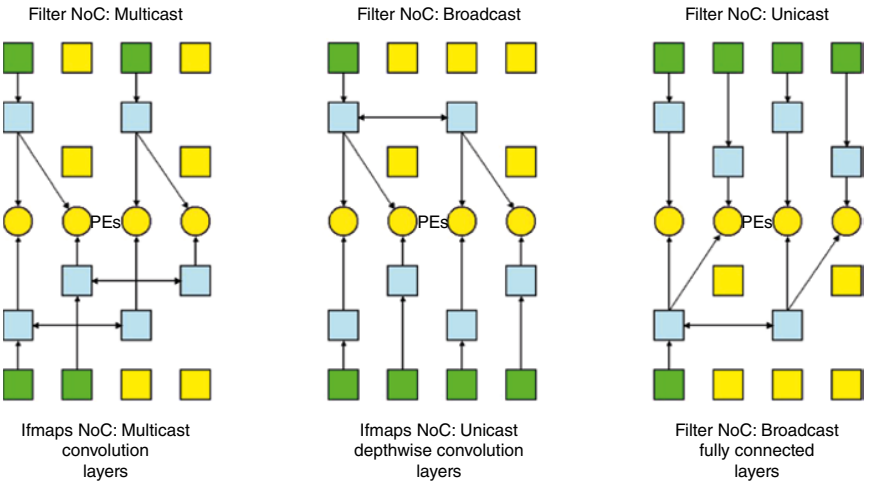 Filter NoC: Multicast
Filter NoC: Broadcast
Filter NoC: Unicast
PEs
PEs
PEs
Ifmaps NoC: Multicast
convolution
layers
Ifmaps NoC: Unicast
depthwise convolution
layers
Filter NoC: Broadcast
fully connected
layers